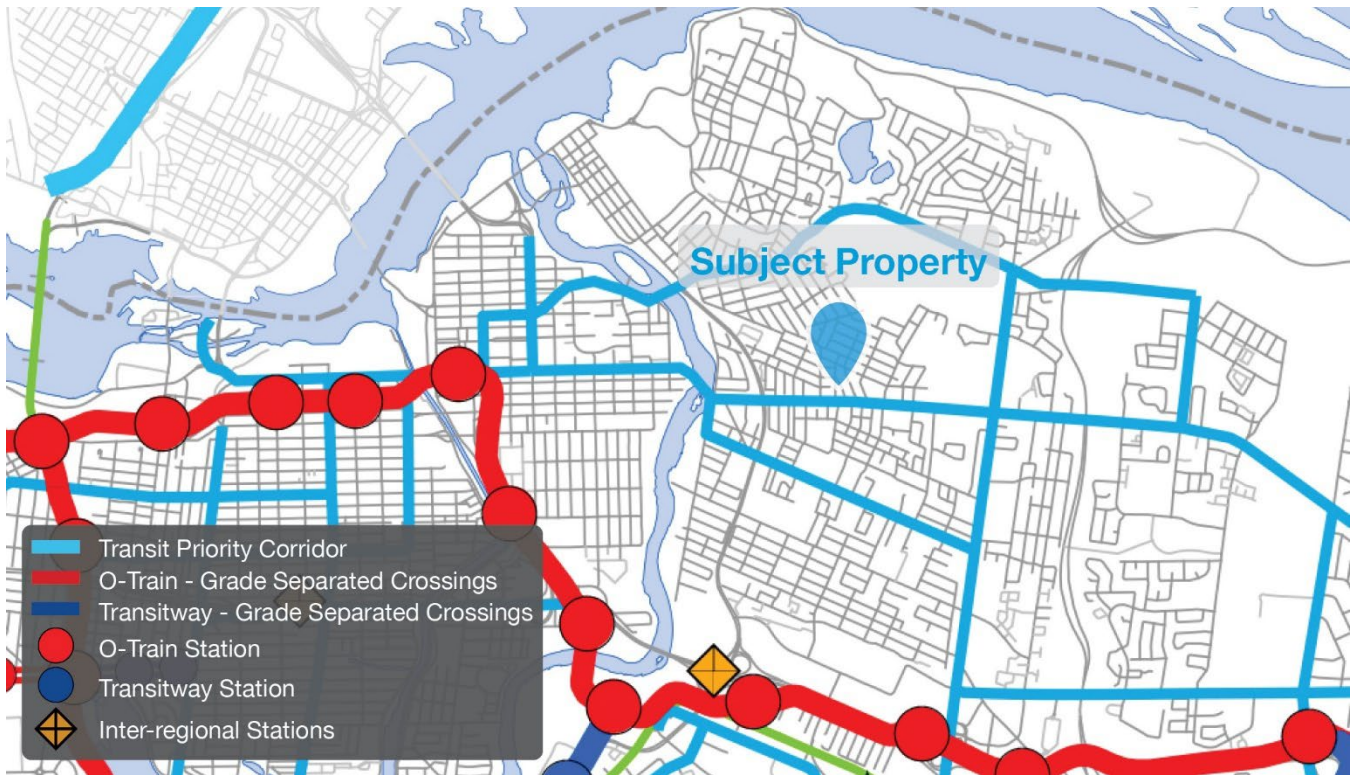 Subject Property
Transit Priority Corridor
O-Train - Grade Separated Crossings
Transitway - Grade Separated Crossings
O-Train Station
Transitway Station
Inter-regional Stations